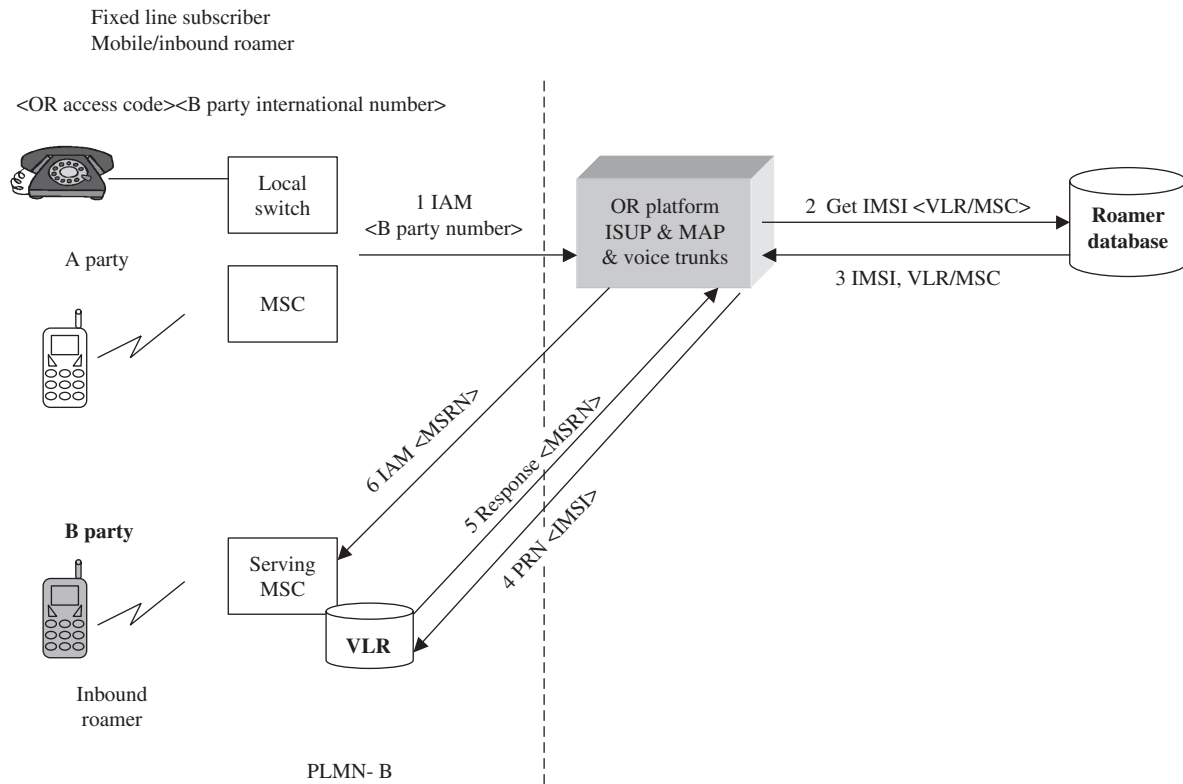 Fixed line subscriber
Mobile/inbound roamer
<OR access code><B party international number>
Local
switch
1 IAM
<B party number>
OR platform
ISUP & MAP
& voice trunks
2 Get IMSI <VLR/MSC>
Roamer
database
3 IMSI, VLR/MSC
A party
MSC
6 IAM <MSRN>
5 Response <MSRN>
4 PRN <IMSI>
B party
Serving
MSC
VLR
Inbound
roamer
PLMN- B